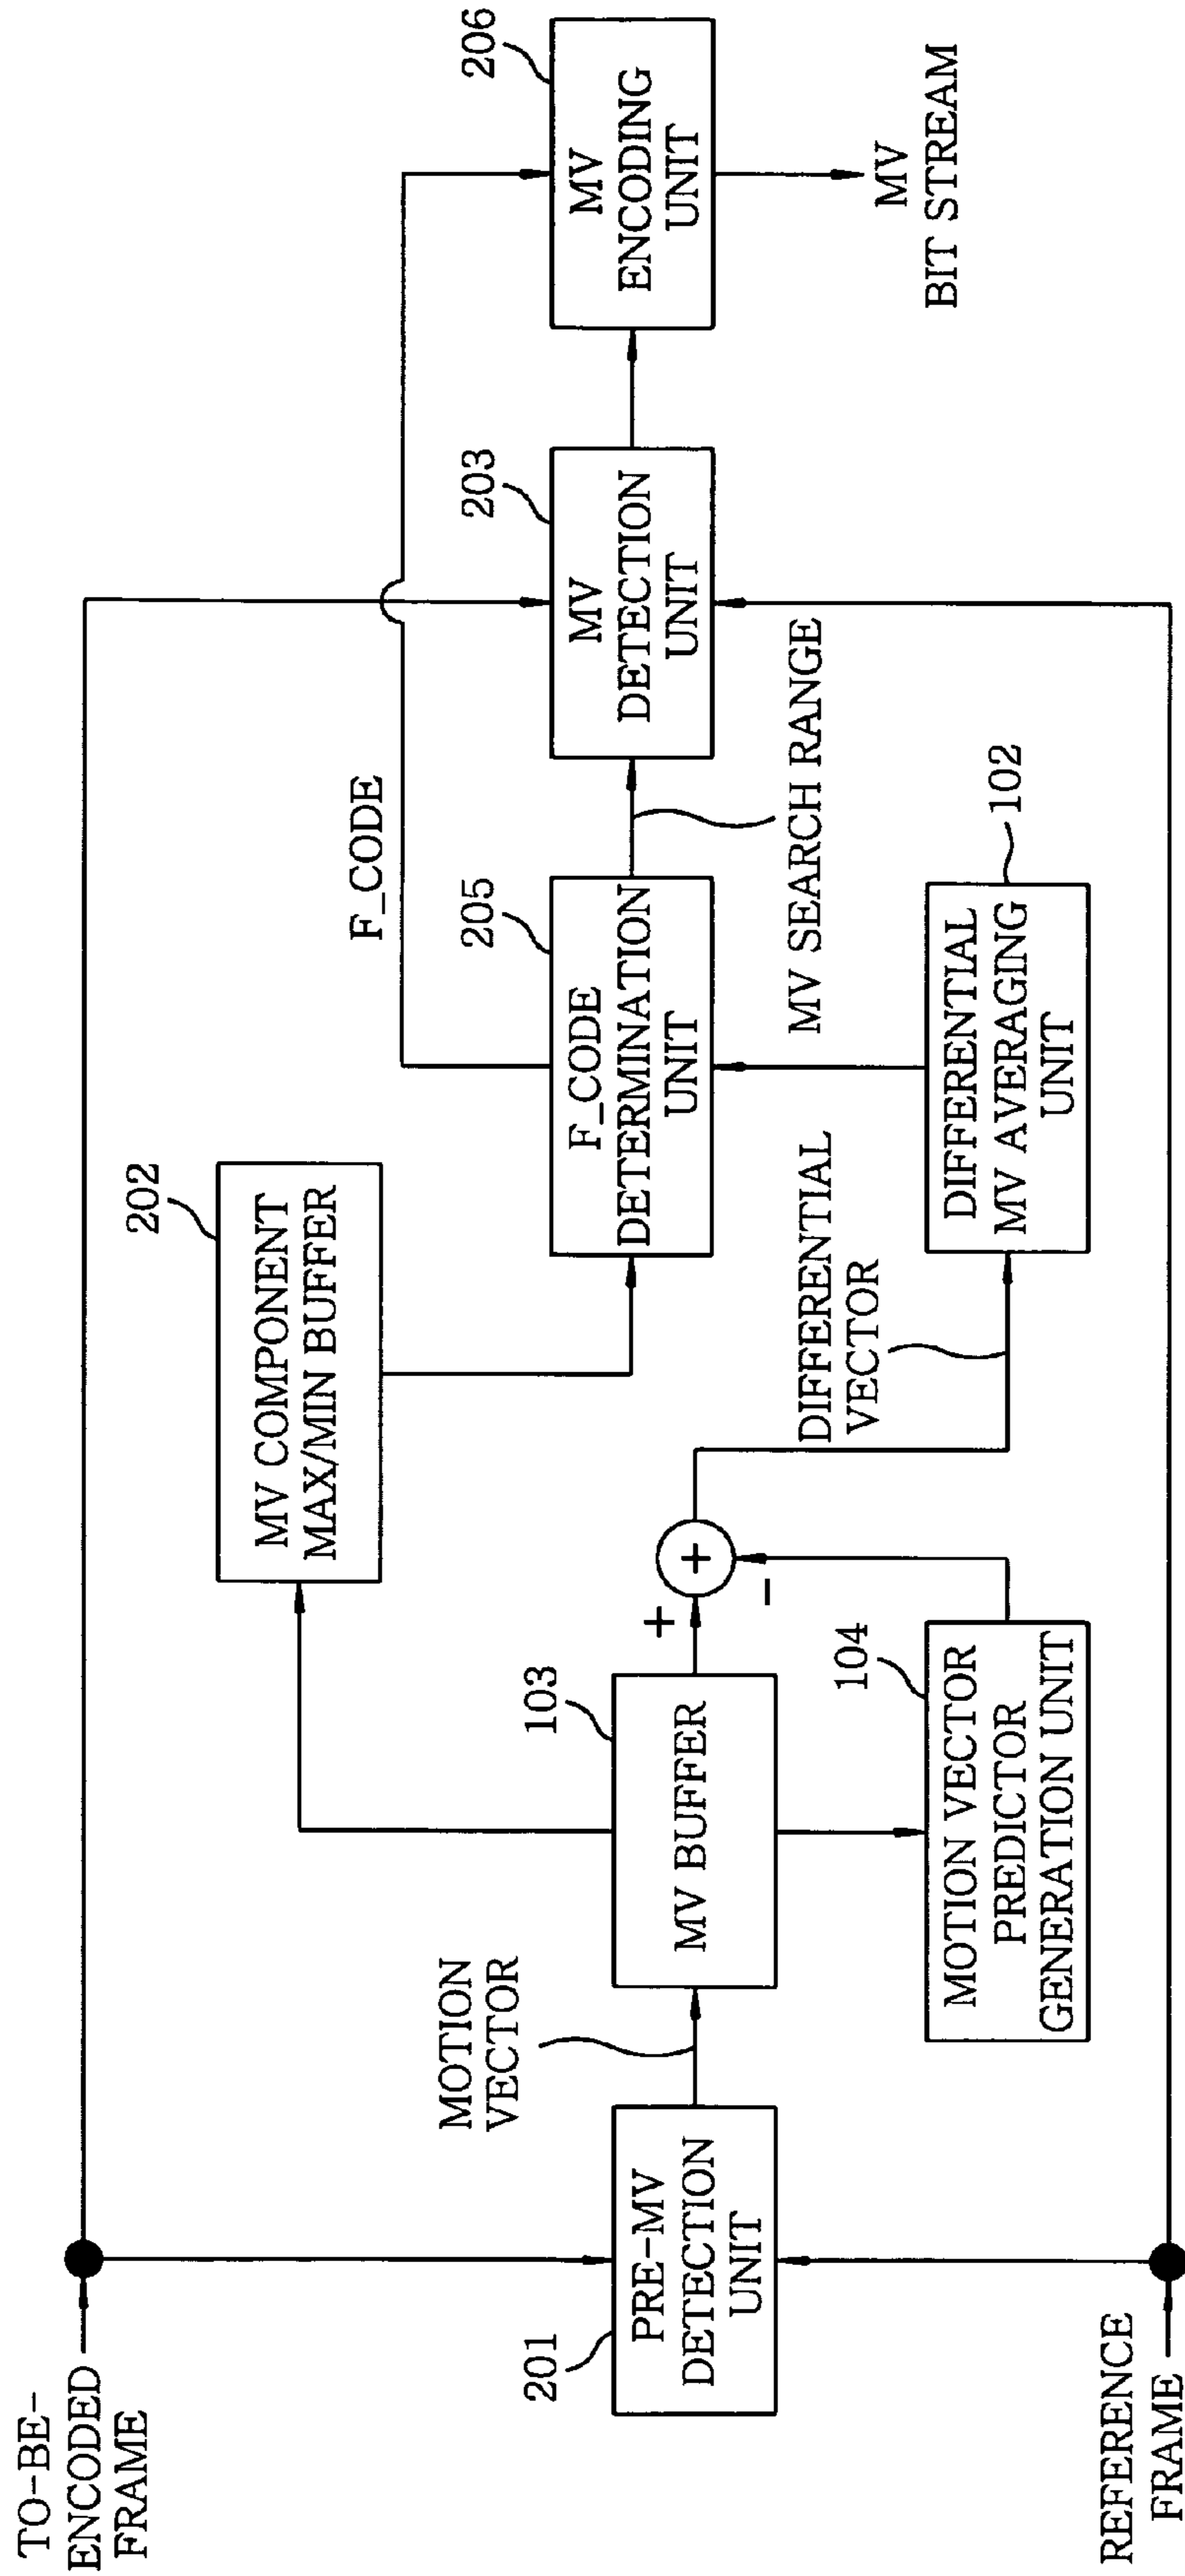 TO-BE-
ENCODED
FRAME
REFERENCE
FRAME
201
PRE-MV
DETECTION
UNIT
MOTION
VECTOR
103
MV BUFFER
104
MOTION VECTOR
PREDICTOR
GENERATION UNIT
+
+
-
202
MV COMPONENT
MAX/MIN BUFFER
DIFFERENTIAL
VECTOR
102
DIFFERENTIAL
MV AVERAGING
UNIT
205
F_CODE
DETERMINATION
UNIT
F_CODE
MV SEARCH RANGE
203
MV
DETECTION
UNIT
206
MV
ENCODING
UNIT
MV
BIT STREAM